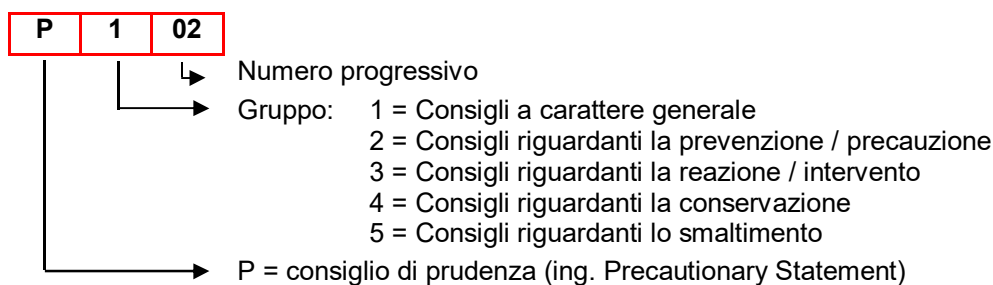 P 1 02
Numero progressivo
Gruppo: 1 = Consigli a carattere generale
2 = Consigli riguardanti la prevenzione / precauzione
3 = Consigli riguardanti la reazione / intervento
4 = Consigli riguardanti la conservazione
5 = Consigli riguardanti lo smaltimento
P = consiglio di prudenza (ing. Precautionary Statement)